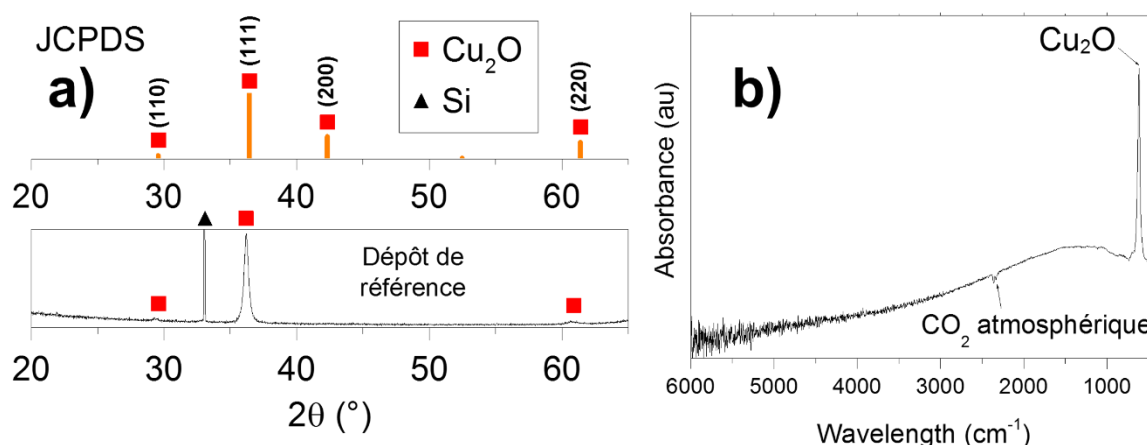 JCPDS
a)
(110)
(111)
(200)
(220)
■ Cu₂O
▲ Si
20 30 40 50 60
Dépôt de
référence
20 30 40 50 60
2θ (°)
b)
Cu₂O
Absorbance (au)
CO₂ atmosphérique
6000 5000 4000 3000 2000 1000
Wavelength (cm⁻¹)